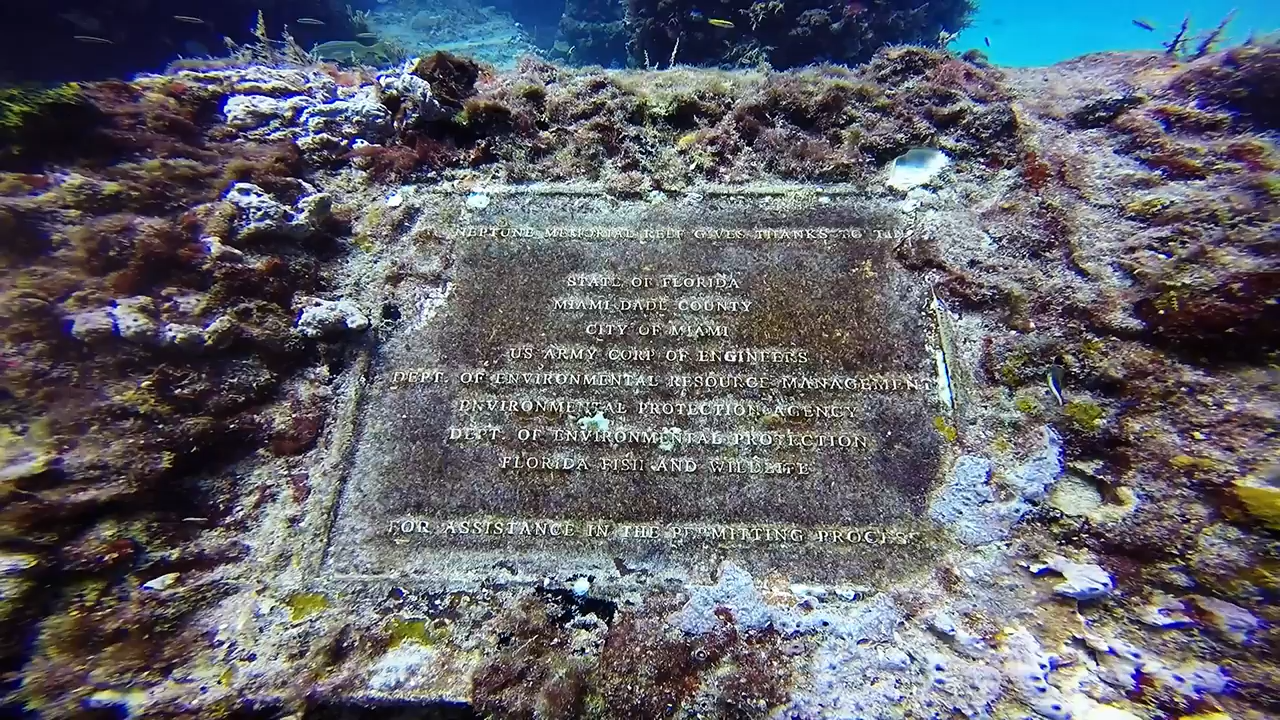 NEPTUNE MEMORIAL REEF GIVES THANKS TO THE
STATE OF FLORIDA
MIAMI-DADE COUNTY
CITY OF MIAMI
US ARMY CORP OF ENGINEERS
DEPT. OF ENVIRONMENTAL RESOURCE MANAGEMENT
ENVIRONMENTAL PROTECTION AGENCY
DEPT. OF ENVIRONMENTAL PROTECTION
FLORIDA FISH AND WILDLIFE
FOR ASSISTANCE IN THE PERMITTING PROCESS